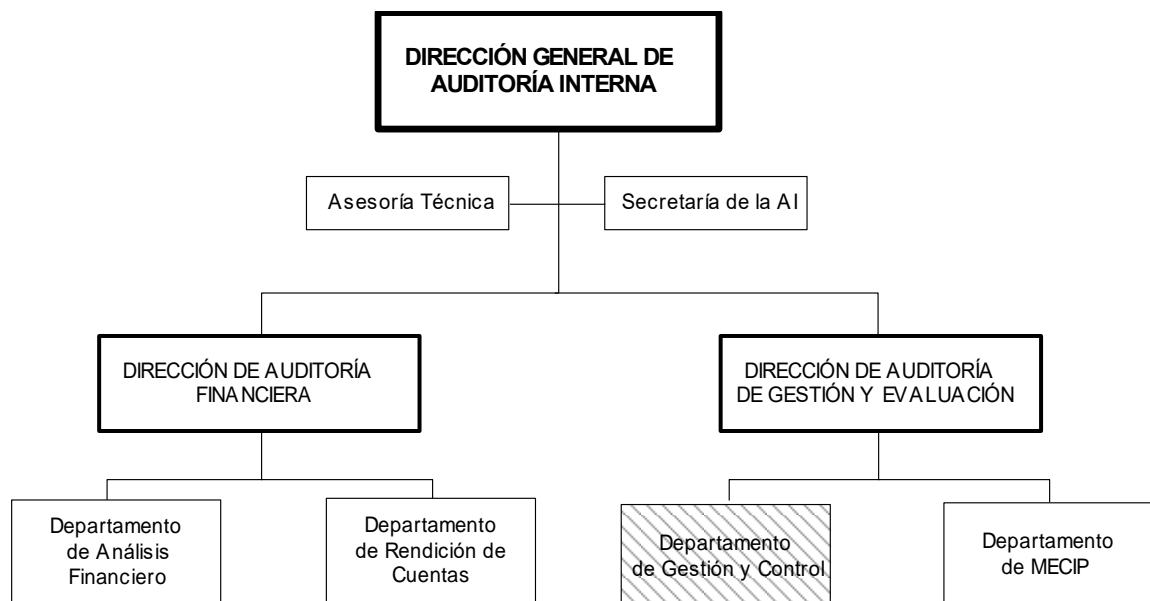 DIRECCIÓN GENERAL DE
AUDITORÍA INTERNA
Asesoría Técnica
Secretaría de la AI
DIRECCIÓN DE AUDITORÍA
FINANCIERA
DIRECCIÓN DE AUDITORÍA
DE GESTIÓN Y EVALUACIÓN
Departamento
de Análisis
Financiero
Departamento
de Rendición de
Cuentas
Departamento
de Gestión y Control
Departamento
de MECIP